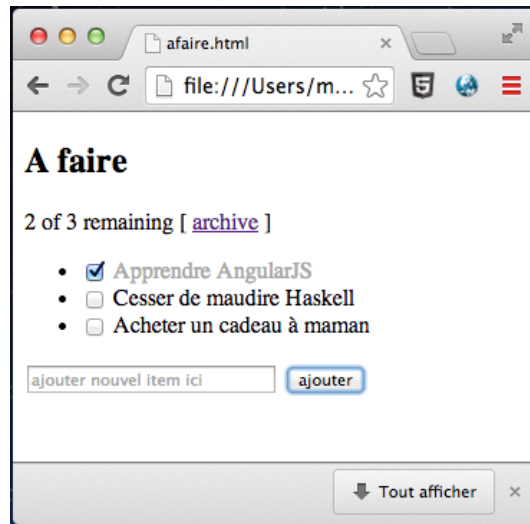 afaire.html
file:///Users/m...
A faire
2 of 3 remaining [ archive ]
Apprendre AngularJS
Cesser de maudire Haskell
Acheter un cadeau à maman
ajouter nouvel item ici
ajouter
Tout afficher